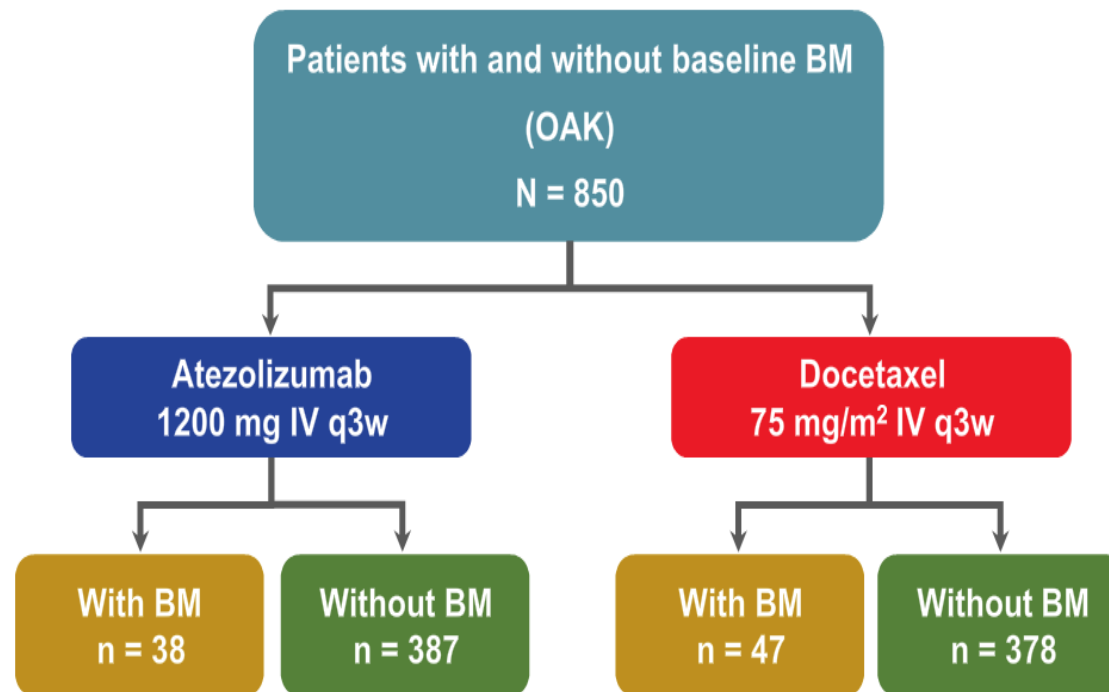 Patients with and without baseline BM
(OAK)
N = 850
Atezolizumab
1200 mg IV q3w
Docetaxel
75 mg/m² IV q3w
With BM
n = 38
Without BM
n = 387
With BM
n = 47
Without BM
n = 378